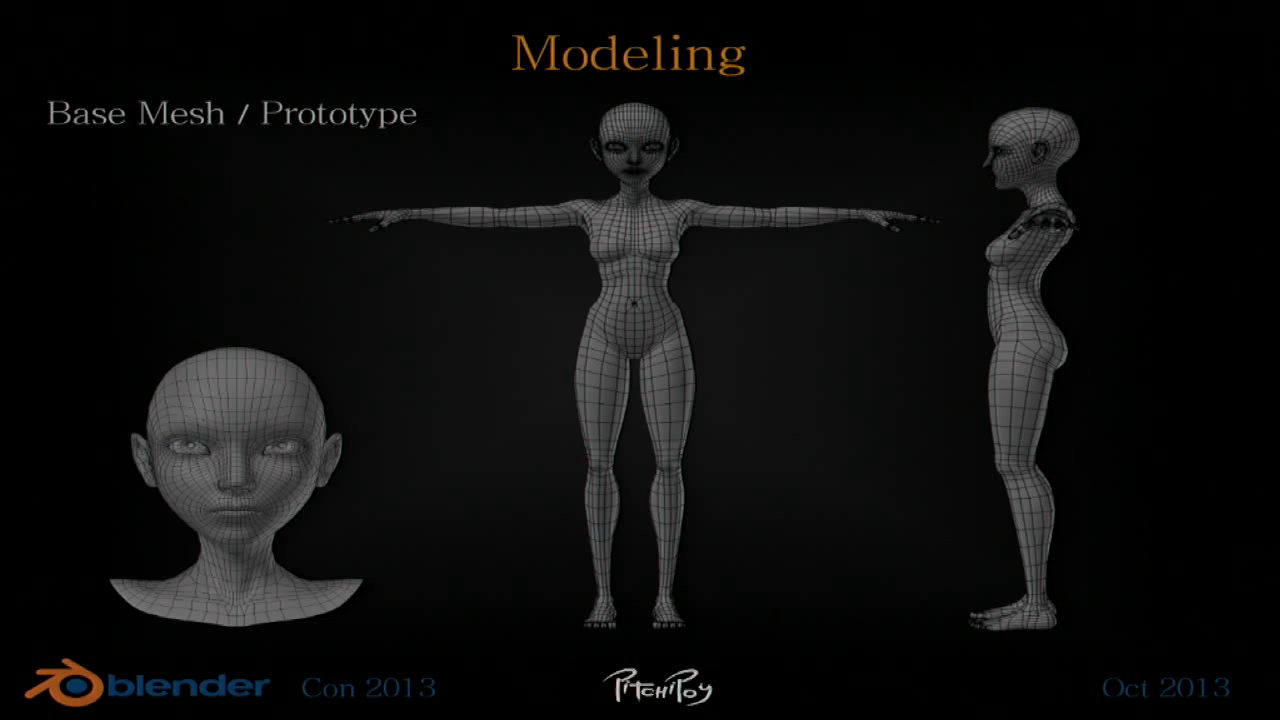 Modeling
Base Mesh / Prototype
blender Con 2013
PitchiPoy
Oct 2013